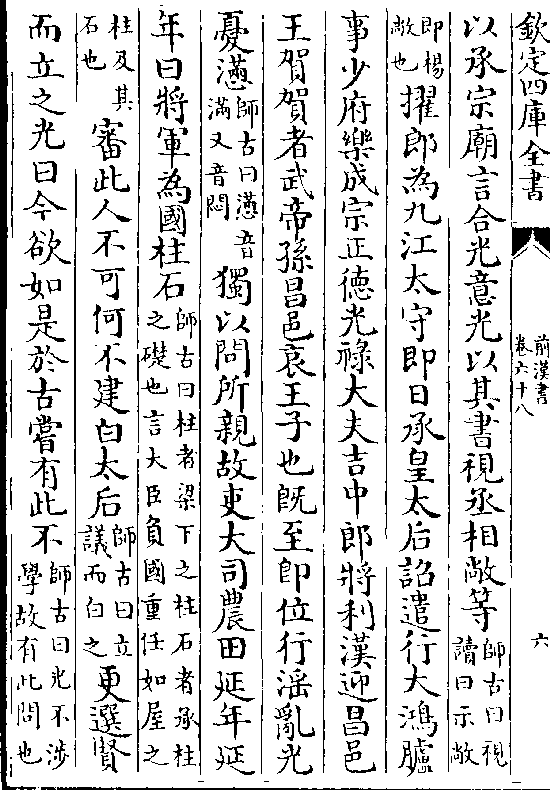 欽定四庫全書
前漢書
卷六十八
六
以承宗廟言合光意光以其書視丞相敞等師古曰視讀曰示敞
即楊敞也擢郎為九江太守即日承皇太后詔遣行大鴻臚
事少府樂成宗正德光祿大夫吉中郎將利漢迎昌邑
王賀賀者武帝孫昌邑哀王子也既至即位行淫亂光
憂懣師古曰懣音滿又音悶獨以問所親故吏大司農田延年延
年曰將軍為國柱石師古曰柱者梁下之柱石者承柱之礎也言大臣負國重任如屋之
柱及其石也審此人不可何不建白太后師古曰立議而白之更選賢
而立之光曰今欲如是於古嘗有此不師古曰光不涉學故有此問也